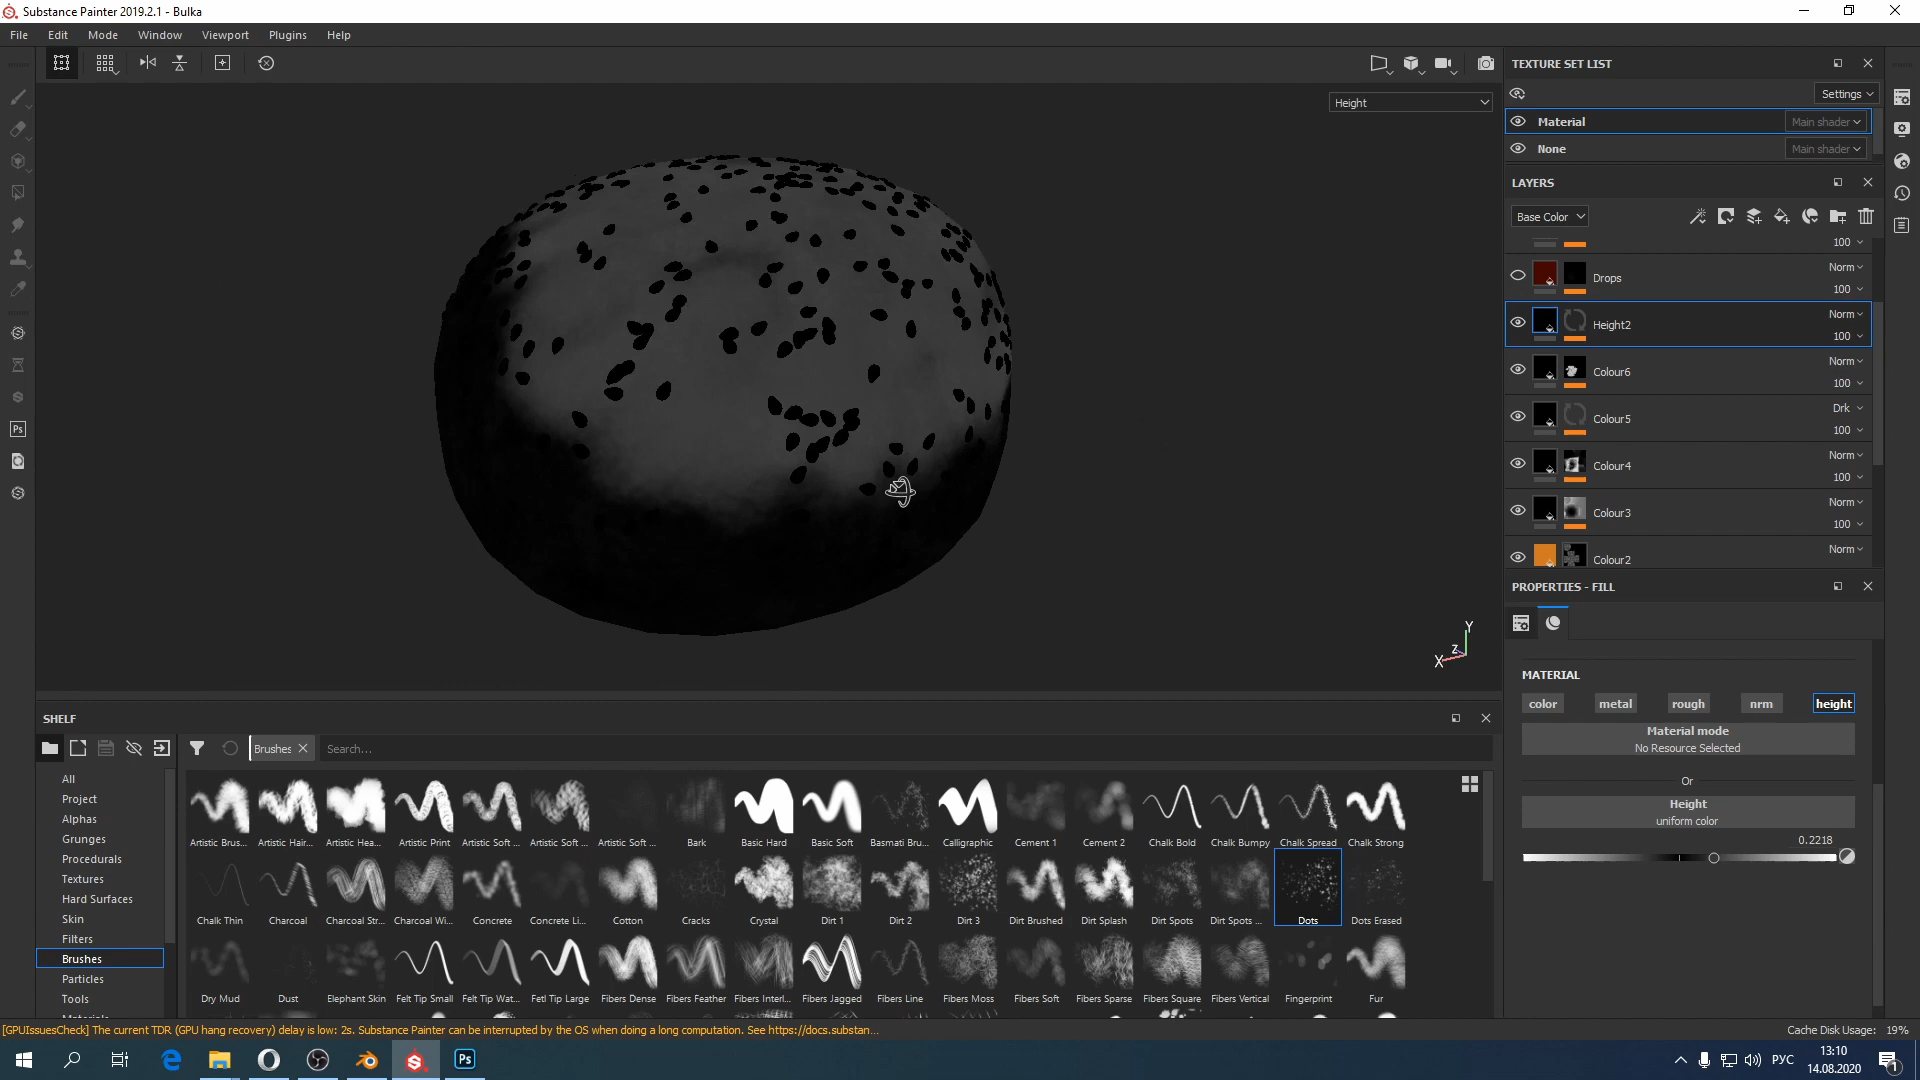 Substance Painter 2019.2.1 - Bulka
File Edit Mode Window Viewport Plugins Help
Height
TEXTURE SET LIST
Settings
Material Main shader
None Main shader
LAYERS
Base Color
100
Norm
Drops
100
Norm
Height2
100
Norm
Colour6
100
Drk
Colour5
100
Norm
Colour4
100
Norm
Colour3
100
Norm
Colour2
PROPERTIES - FILL
MATERIAL
color metal rough nrm height
Material mode
No Resource Selected
Or
Height
uniform color
0.2218
Y
Z
X
Ps
SHELF
Brushes Search...
All
Project
Alphas
Grunges
Procedurals
Textures
Hard Surfaces
Skin
Filters
Brushes
Particles
Tools
Artistic Brus... Artistic Hair... Artistic Hea... Artistic Print Artistic Soft ... Artistic Soft ... Artistic Soft ... Bark Basic Hard Basic Soft Basmati Bru... Calligraphic Cement 1 Cement 2 Chalk Bold Chalk Bumpy Chalk Spread Chalk Strong
Chalk Thin Charcoal Charcoal Str... Charcoal Wi... Concrete Concrete Li... Cotton Cracks Crystal Dirt 1 Dirt 2 Dirt 3 Dirt Brushed Dirt Splash Dirt Spots Dirt Spots ... Dots Dots Erased
Dry Mud Dust Elephant Skin Felt Tip Small Felt Tip Wat... Fetl Tip Large Fibers Dense Fibers Feather Fibers Interl... Fibers Jagged Fibers Line Fibers Moss Fibers Soft Fibers Sparse Fibers Square Fibers Vertical Fingerprint Fur
[GPUIssuesCheck] The current TDR (GPU hang recovery) delay is low: 2s. Substance Painter can be interrupted by the OS when doing a long computation. See https://docs.substan...
Cache Disk Usage: 19%
Ps
РУС
13:10
14.08.2020
1